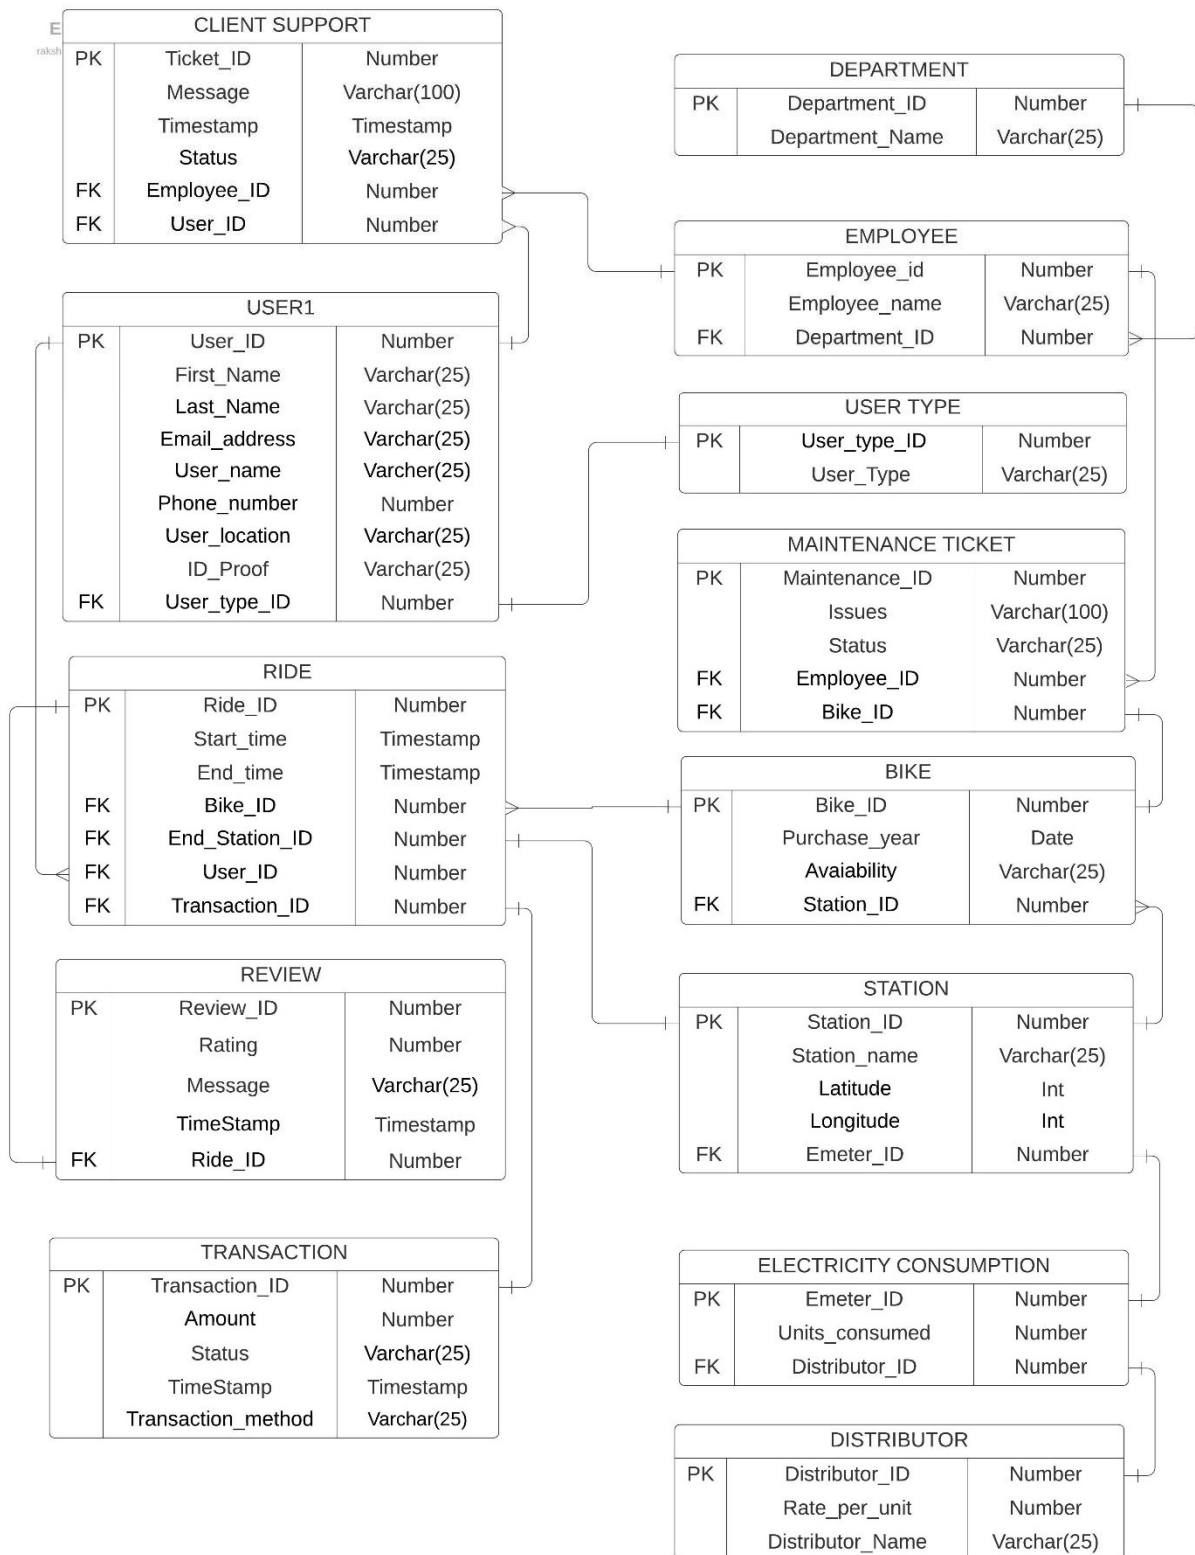 E
raksh
CLIENT SUPPORT
PK Ticket_ID Number
Message Varchar(100)
Timestamp Timestamp
Status Varchar(25)
FK Employee_ID Number
FK User_ID Number
USER1
PK User_ID Number
First_Name Varchar(25)
Last_Name Varchar(25)
Email_address Varchar(25)
User_name Varcher(25)
Phone_number Number
User_location Varchar(25)
ID_Proof Varchar(25)
FK User_type_ID Number
RIDE
PK Ride_ID Number
Start_time Timestamp
End_time Timestamp
FK Bike_ID Number
FK End_Station_ID Number
FK User_ID Number
FK Transaction_ID Number
REVIEW
PK Review_ID Number
Rating Number
Message Varchar(25)
TimeStamp Timestamp
FK Ride_ID Number
TRANSACTION
PK Transaction_ID Number
Amount Number
Status Varchar(25)
TimeStamp Timestamp
Transaction_method Varchar(25)
DEPARTMENT
PK Department_ID Number
Department_Name Varchar(25)
EMPLOYEE
PK Employee_id Number
Employee_name Varchar(25)
FK Department_ID Number
USER TYPE
PK User_type_ID Number
User_Type Varchar(25)
MAINTENANCE TICKET
PK Maintenance_ID Number
Issues Varchar(100)
Status Varchar(25)
FK Employee_ID Number
FK Bike_ID Number
BIKE
PK Bike_ID Number
Purchase_year Date
Avaiability Varchar(25)
FK Station_ID Number
STATION
PK Station_ID Number
Station_name Varchar(25)
Latitude Int
Longitude Int
FK Emeter_ID Number
ELECTRICITY CONSUMPTION
PK Emeter_ID Number
Units_consumed Number
FK Distributor_ID Number
DISTRIBUTOR
PK Distributor_ID Number
Rate_per_unit Number
Distributor_Name Varchar(25)